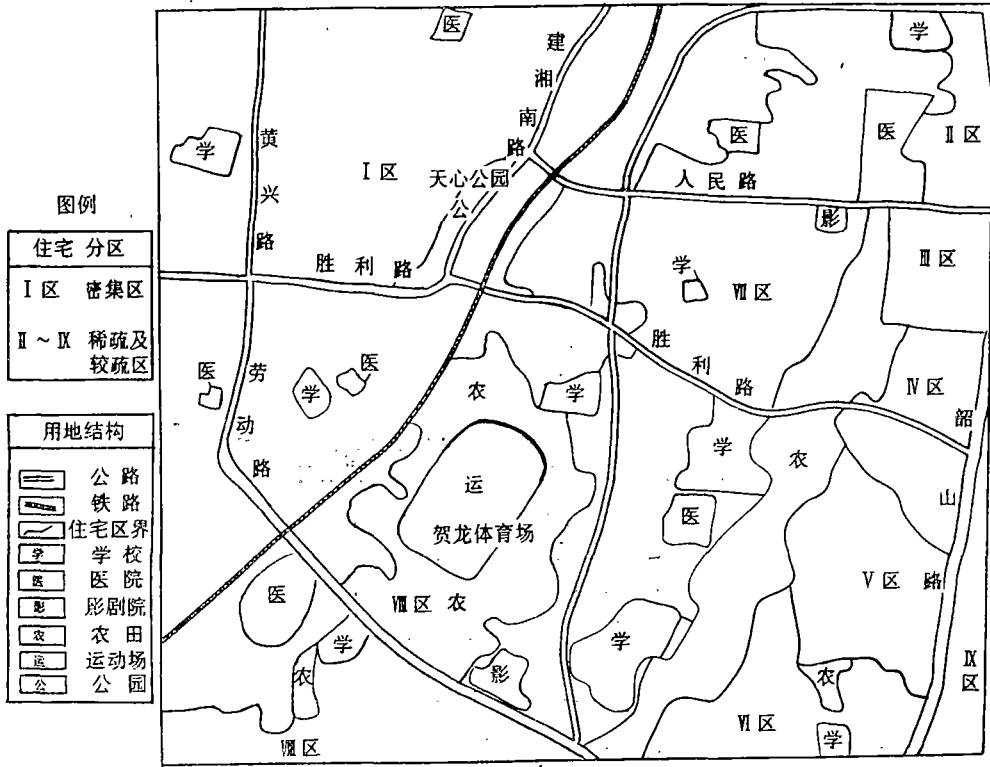 图例
住宅 分区
Ⅰ区 密集区
Ⅱ～Ⅸ 稀疏及
较疏区
用地结构
公路
铁路
住宅区界
学 学校
医 医院
影 影剧院
农 农田
运 运动场
公 公园
医
建湘南路
学
学
黄兴路
Ⅰ区
天心公园
公
医
医
Ⅱ区
人民路
影
胜利路
学
Ⅶ区
Ⅲ区
胜利路
医
劳动路
学
医
农
学
Ⅳ区
韶山路
学
农
运
贺龙体育场
医
Ⅴ区
医
Ⅷ区
农
学
学
农
影
农
Ⅸ区
Ⅷ区
Ⅵ区
学